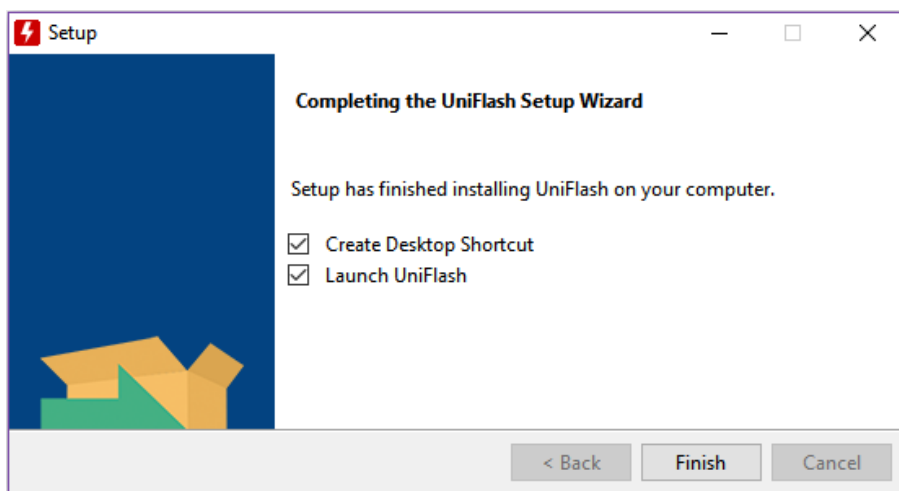 Setup
Completing the UniFlash Setup Wizard
Setup has finished installing UniFlash on your computer.
Create Desktop Shortcut
Launch UniFlash
< Back
Finish
Cancel